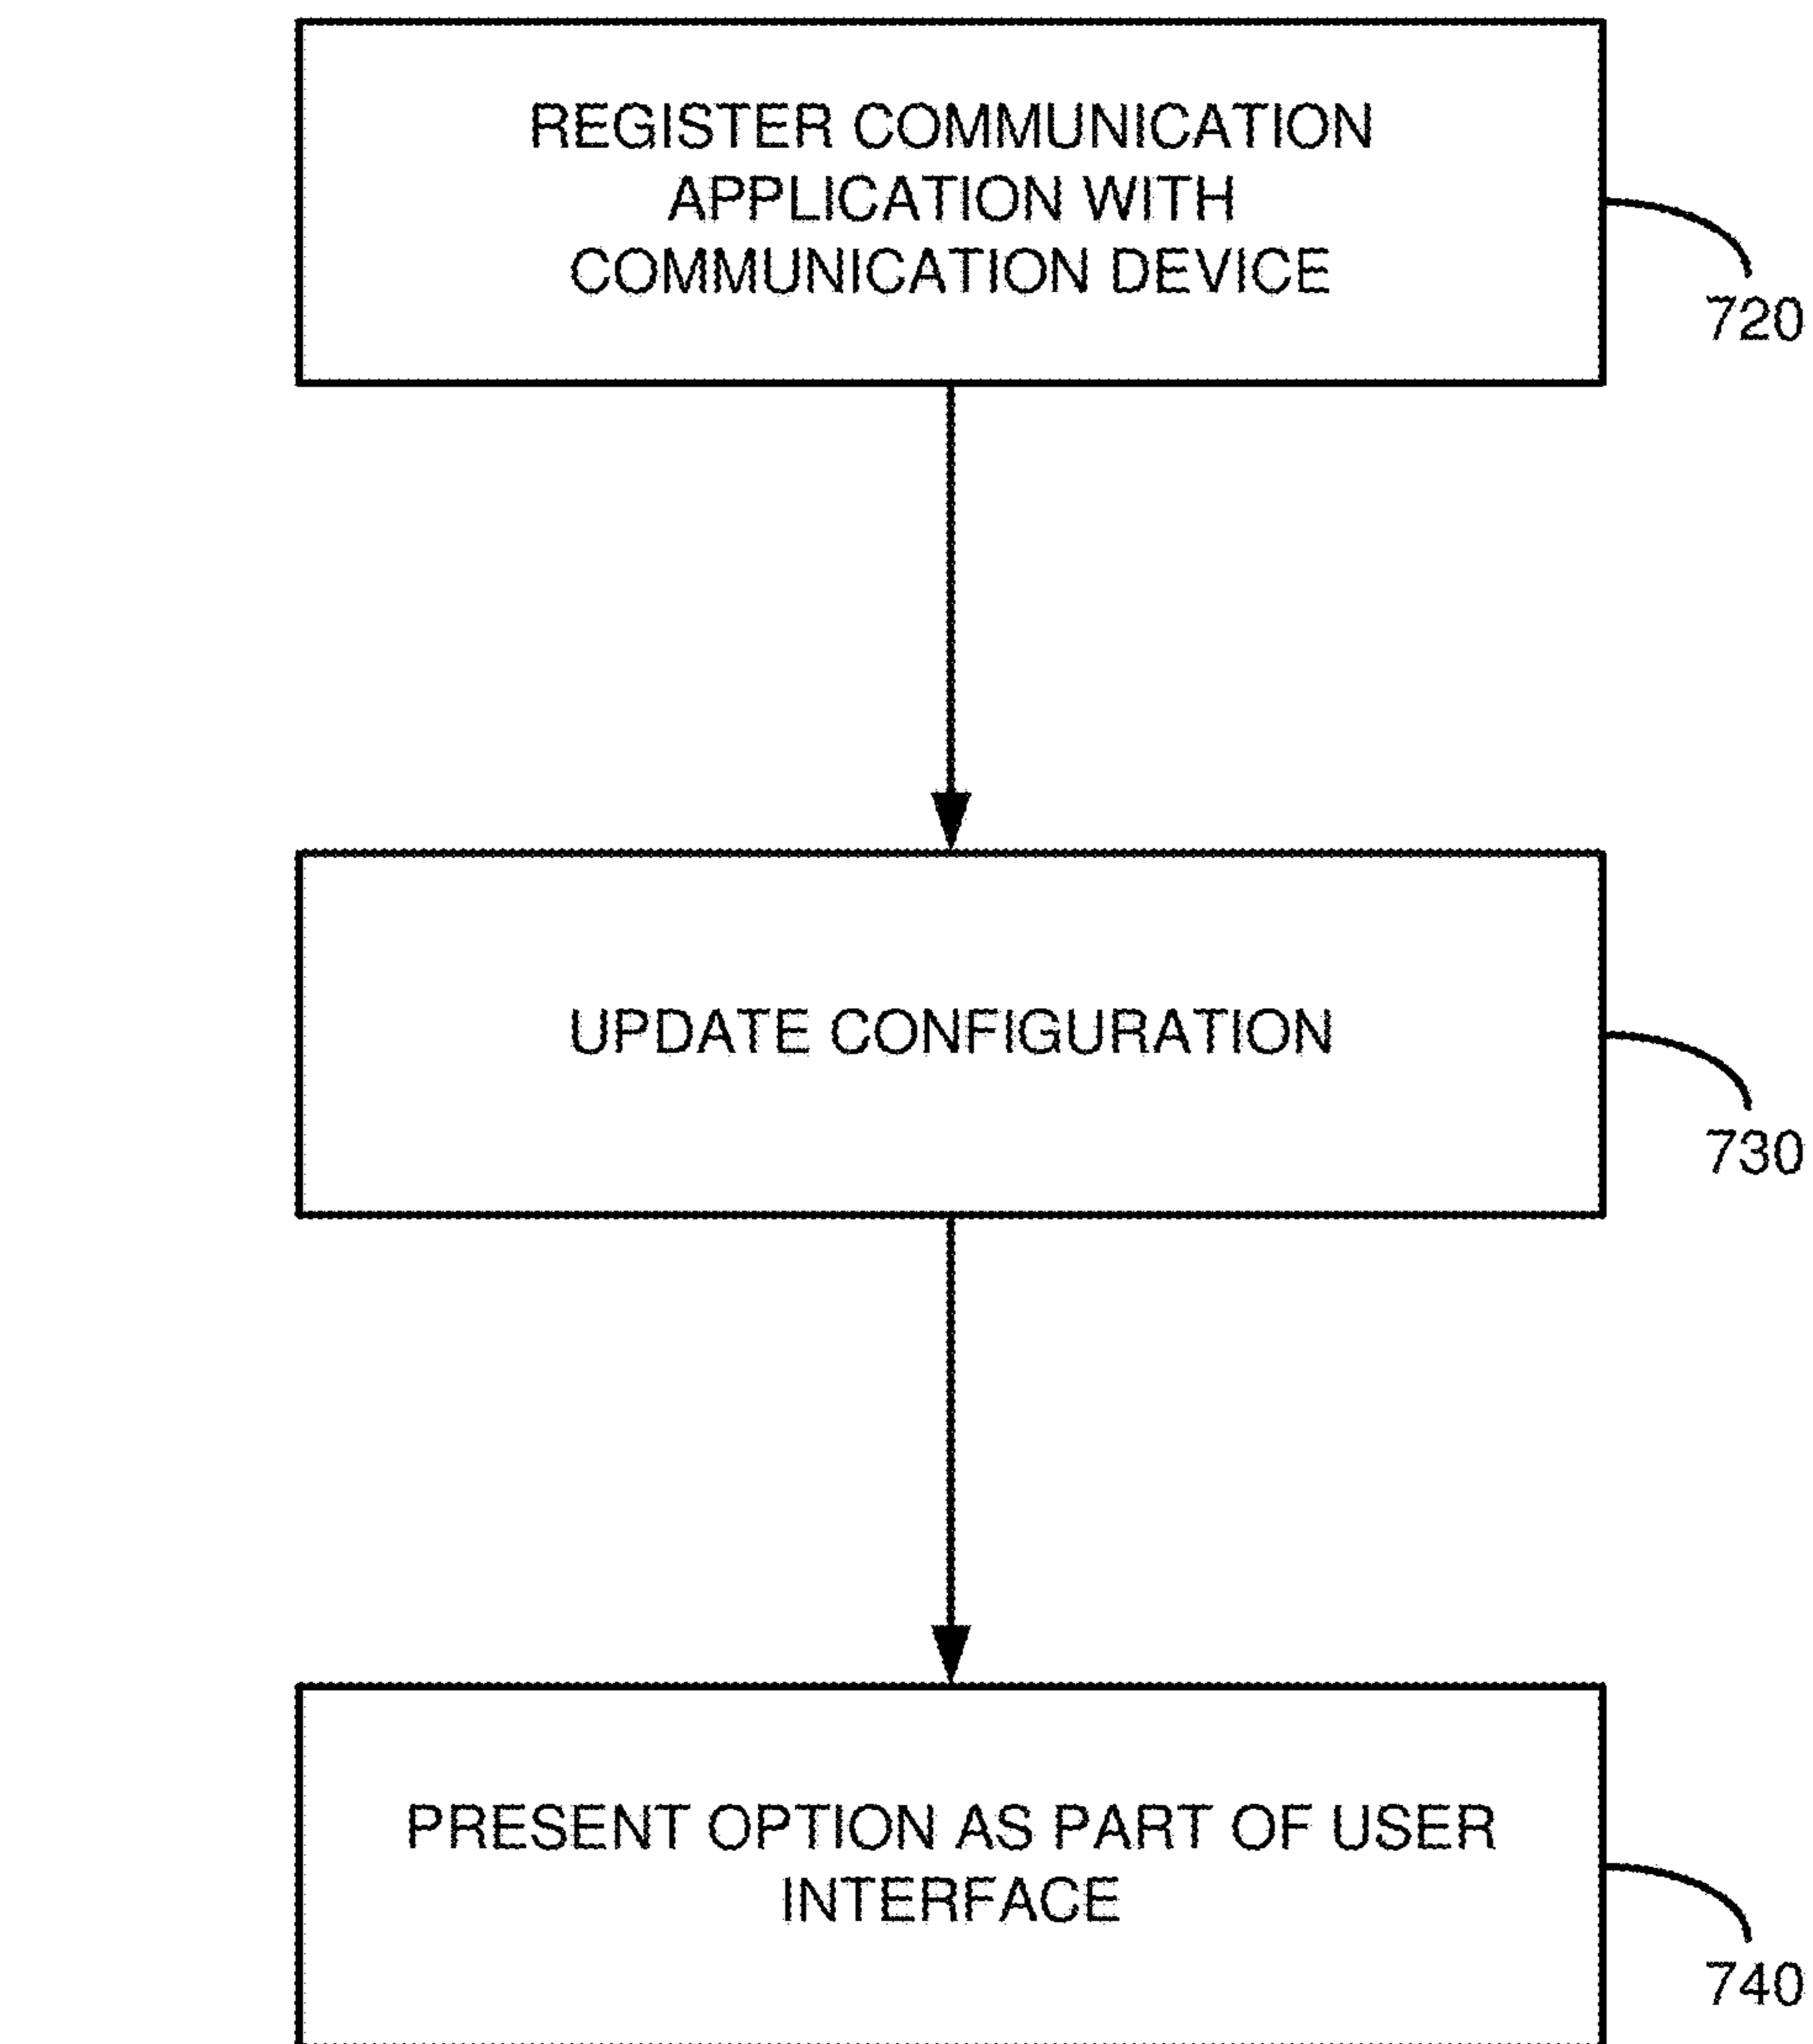 REGISTER COMMUNICATION
APPLICATION WITH
COMMUNICATION DEVICE
720
UPDATE CONFIGURATION
730
PRESENT OPTION AS PART OF USER
INTERFACE
740